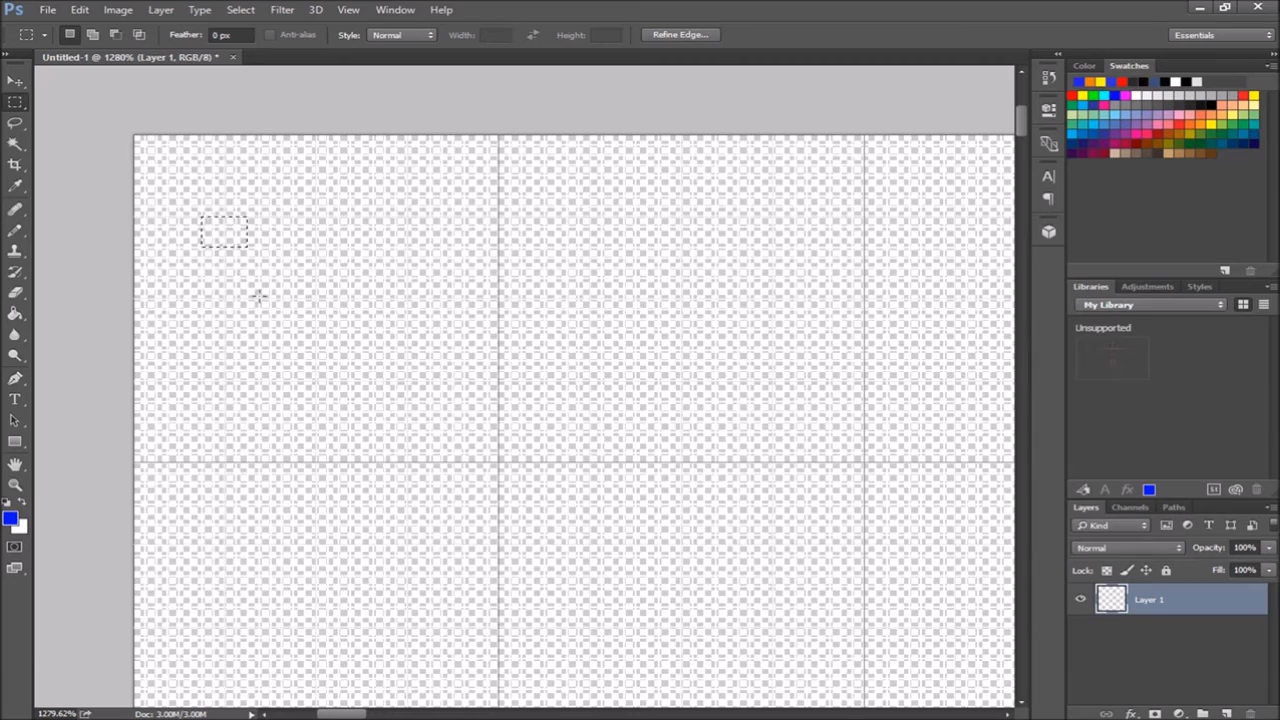 Ps File Edit Image Layer Type Select Filter 3D View Window Help
Feather: 0 px Anti-alias Style: Normal Width: Height: Refine Edge... Essentials
Untitled-1 @ 1280% (Layer 1, RGB/8) * ×
Color Swatches
Libraries Adjustments Styles
My Library
Unsupported
Layers Channels Paths
Kind
Normal Opacity: 100%
Lock: Fill: 100%
Layer 1
1279.62% Doc: 3.00M/3.00M